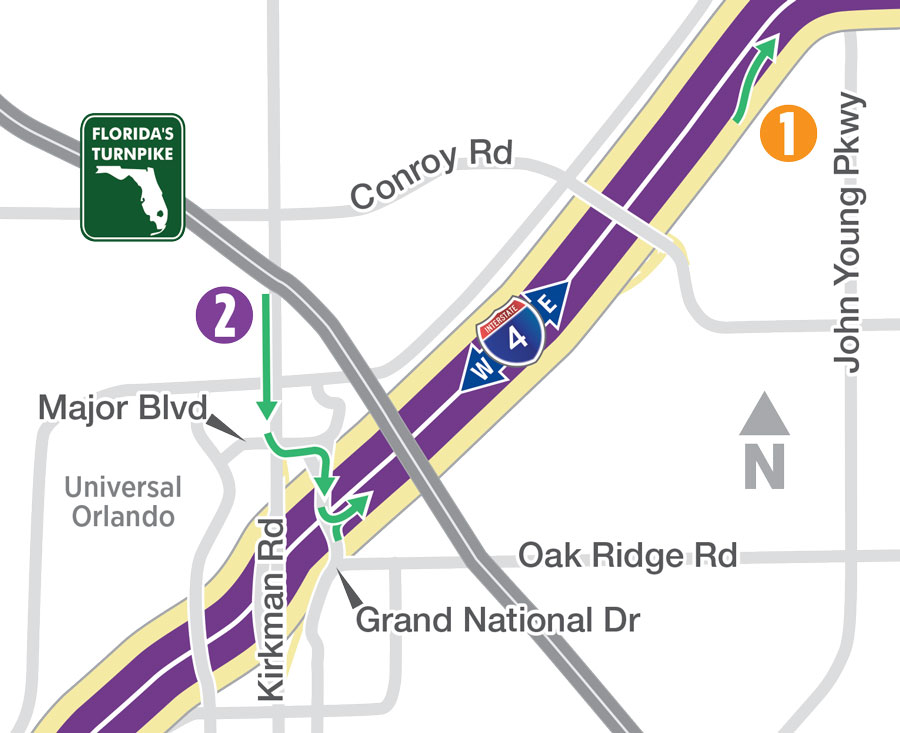 FLORIDA'S
TURNPIKE
Conroy Rd
1
John Young Pkwy
2
INTERSTATE
4
E
W
Major Blvd
N
Universal
Orlando
Kirkman Rd
Oak Ridge Rd
Grand National Dr